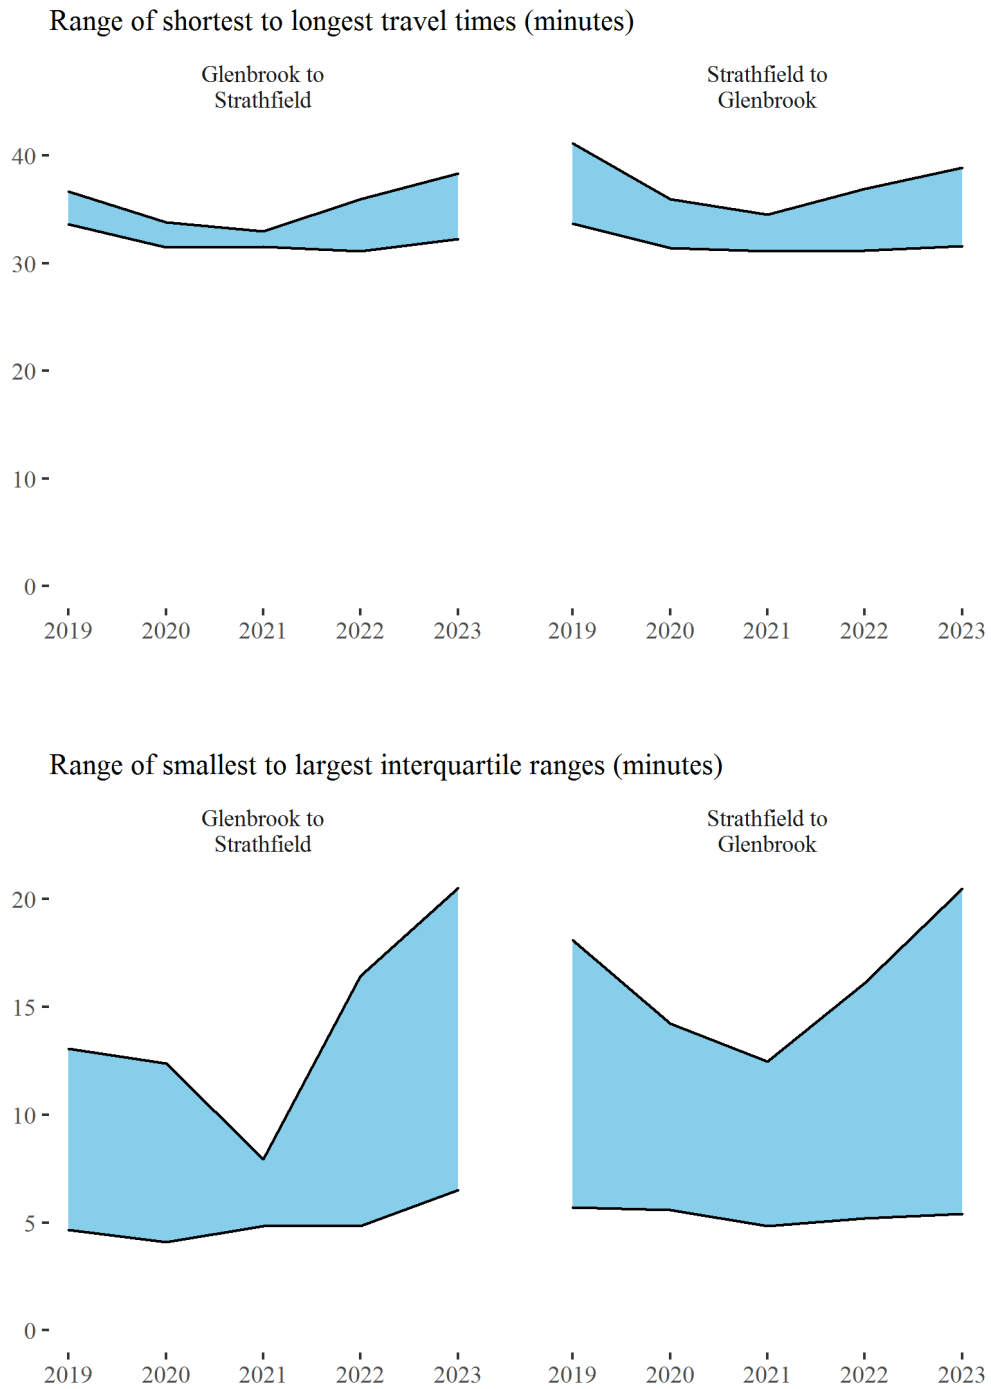 Range of shortest to longest travel times (minutes)
Glenbrook to
Strathfield
Strathfield to
Glenbrook
40
30
20
10
0
2019 2020 2021 2022 2023
2019 2020 2021 2022 2023
Range of smallest to largest interquartile ranges (minutes)
Glenbrook to
Strathfield
Strathfield to
Glenbrook
20
15
10
5
0
2019 2020 2021 2022 2023
2019 2020 2021 2022 2023